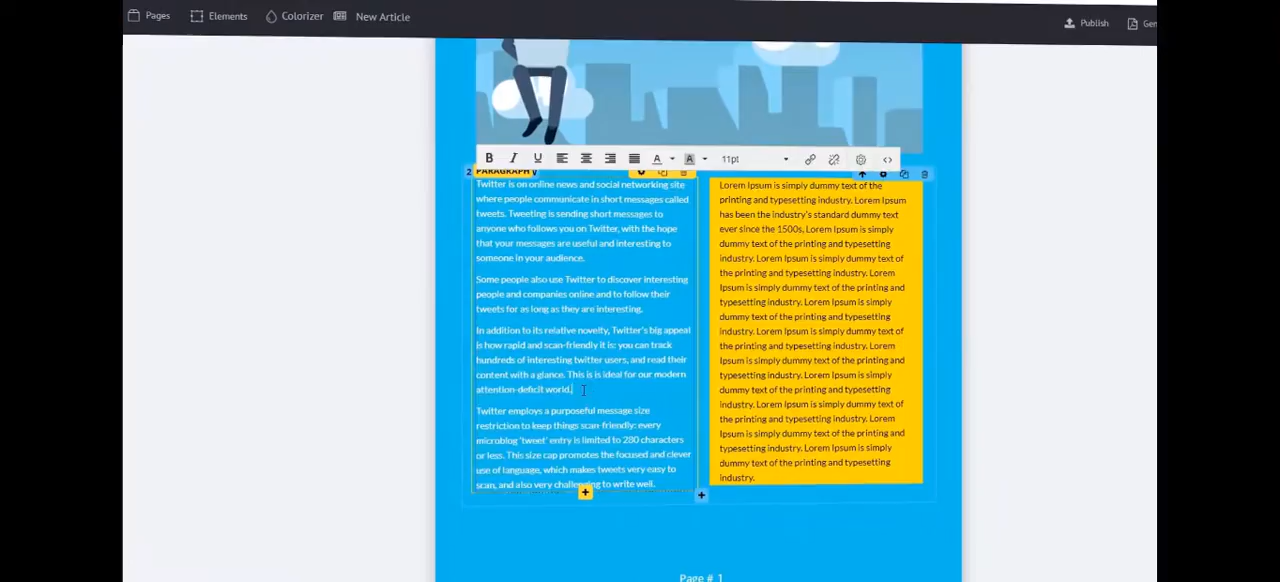 Pages Elements Colorizer New Article Publish
11pt
2 PARAGRAPH
Twitter is on online news and social networking site
where people communicate in short messages called
tweets. Tweeting is sending short messages to
anyone who follows you on Twitter, with the hope
that your messages are useful and interesting to
someone in your audience.
Some people also use Twitter to discover interesting
people and companies online and to follow their
tweets for as long as they are interesting.
In addition to its relative novelty, Twitter's big appeal
is how rapid and scan-friendly it is: you can track
hundreds of interesting twitter users, and read their
content with a glance. This is is ideal for our modern
attention-deficit world.
Twitter employs a purposeful message size
restriction to keep things scan-friendly: every
microblog 'tweet' entry is limited to 280 characters
or less. This size cap promotes the focused and clever
use of language, which makes tweets very easy to
scan, and also very challenging to write well.
Lorem Ipsum is simply dummy text of the
printing and typesetting industry. Lorem Ipsum
has been the industry's standard dummy text
ever since the 1500s, Lorem Ipsum is simply
dummy text of the printing and typesetting
industry. Lorem Ipsum is simply dummy text of
the printing and typesetting industry. Lorem
Ipsum is simply dummy text of the printing and
typesetting industry. Lorem Ipsum is simply
dummy text of the printing and typesetting
industry. Lorem Ipsum is simply dummy text of
the printing and typesetting industry. Lorem
Ipsum is simply dummy text of the printing and
typesetting industry. Lorem Ipsum is simply
dummy text of the printing and typesetting
industry. Lorem Ipsum is simply dummy text of
the printing and typesetting industry. Lorem
Ipsum is simply dummy text of the printing and
typesetting industry. Lorem Ipsum is simply
dummy text of the printing and typesetting
industry.
Page # 1